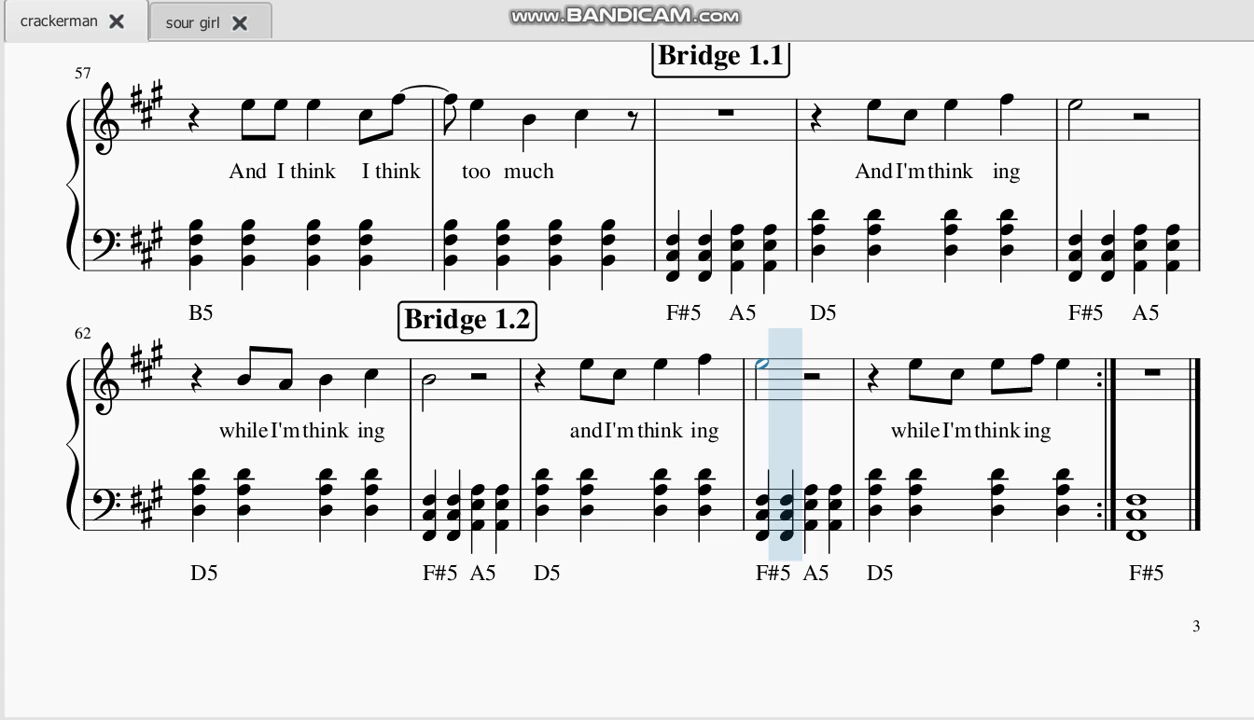 crackerman
sour girl
www.BANDICAM.com
Bridge 1.1
57
And I think I think too much And I'm think ing
B5 F#5 A5 D5 F#5 A5
Bridge 1.2
62
while I'm think ing and I'm think ing while I'm think ing
D5 F#5 A5 D5 F#5 A5 D5 F#5
3